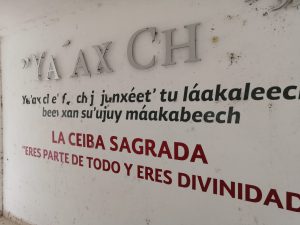 "YA´AX CH
junxéet' tu láakaleech
xan su'ujuy máakabeech
LA CEIBA SAGRADA
"ERES PARTE DE TODO Y ERES DIVINIDAD